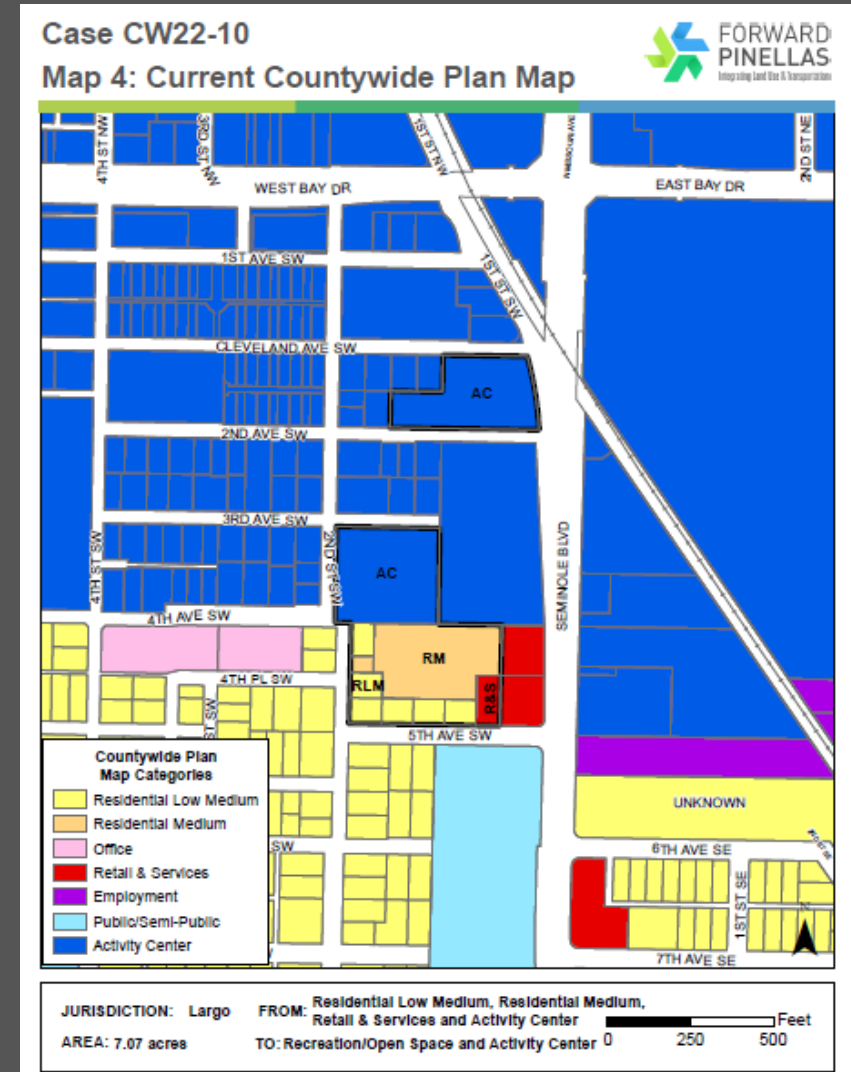 Case CW22-10
Map 4: Current Countywide Plan Map
FORWARD
PINELLAS
Integrating Land Use & Transportation
4TH ST NW
3RD ST NW
1ST ST NW
2ND ST NE
WEST BAY DR
EAST BAY DR
1ST AVE SW
1ST ST SW
CLEVELAND AVE SW
AC
2ND AVE SW
3RD AVE SW
2ND ST SW
4TH ST SW
AC
SEMINOLE BLVD
4TH AVE SW
RM
4TH PL SW
RLM
R&S
ST SW
5TH AVE SW
Countywide Plan
Map Categories
Residential Low Medium
Residential Medium
Office
Retail & Services
Employment
Public/Semi-Public
Activity Center
SW
UNKNOWN
6TH AVE SE
1ST ST SE
7TH AVE SE
JURISDICTION: Largo
AREA: 7.07 acres
FROM: Residential Low Medium, Residential Medium,
Retail & Services and Activity Center
TO: Recreation/Open Space and Activity Center
Feet
0 250 500